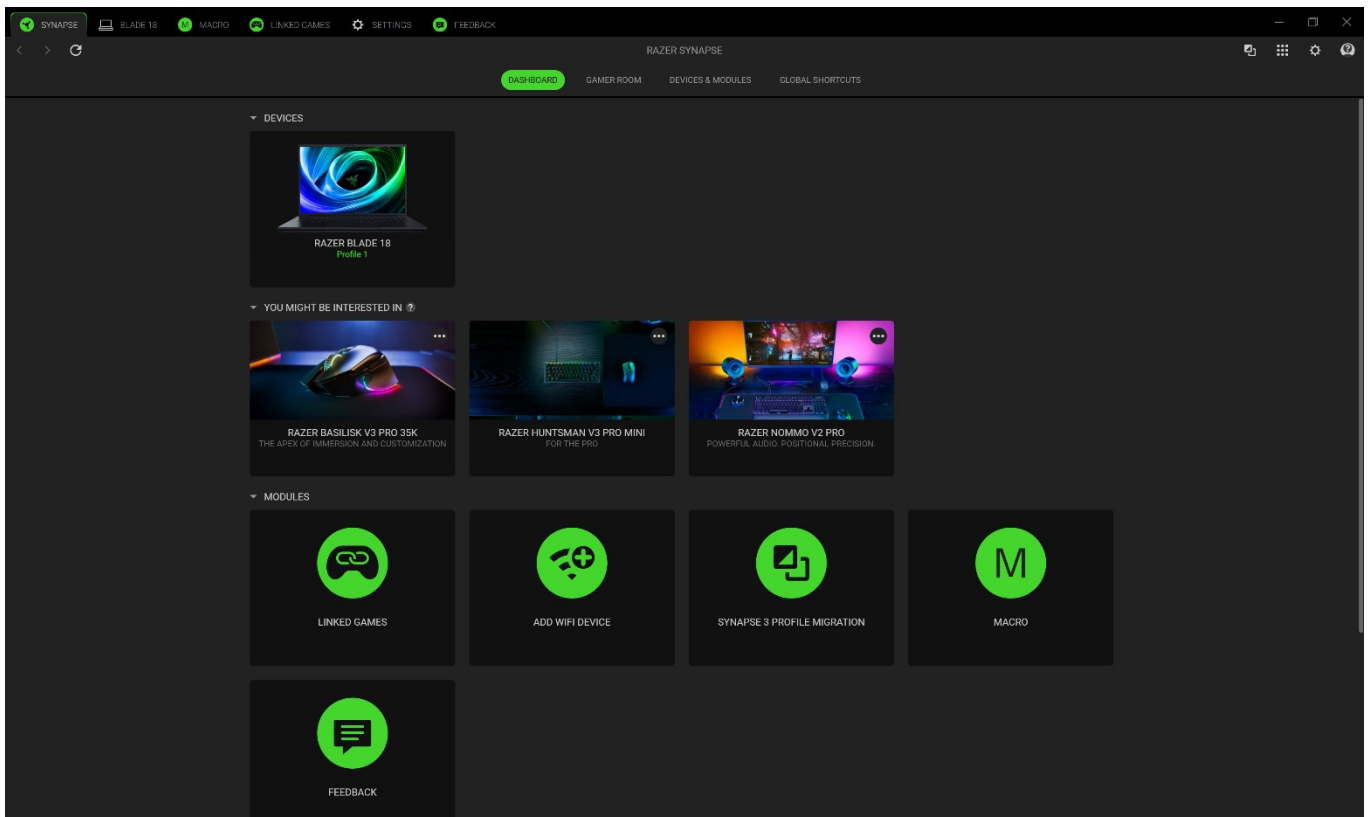 SYNAPSE BLADE 18 MACRO LINKED GAMES SETTINGS FEEDBACK
RAZER SYNAPSE
DASHBOARD GAMER ROOM DEVICES & MODULES GLOBAL SHORTCUTS
DEVICES
RAZER BLADE 18
Profile 1
YOU MIGHT BE INTERESTED IN ?
RAZER BASILISK V3 PRO 35K
THE APEX OF IMMERSION AND CUSTOMIZATION
RAZER HUNTSMAN V3 PRO MINI
FOR THE PRO
RAZER NOMMO V2 PRO
POWERFUL AUDIO. POSITIONAL PRECISION.
MODULES
LINKED GAMES
ADD WIFI DEVICE
SYNAPSE 3 PROFILE MIGRATION
M
MACRO
FEEDBACK